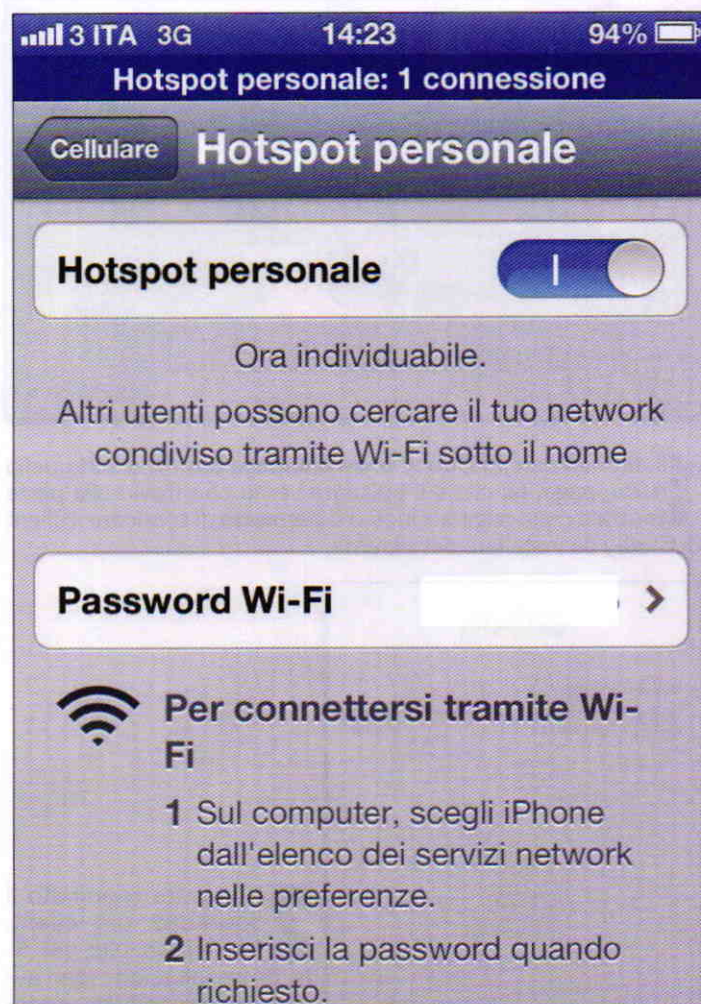 3 ITA 3G 14:23 94%
Hotspot personale: 1 connessione
Cellulare Hotspot personale
Hotspot personale
Ora individuabile.
Altri utenti possono cercare il tuo network
condiviso tramite Wi-Fi sotto il nome
Password Wi-Fi
Per connettersi tramite Wi-
Fi
1 Sul computer, scegli iPhone
dall'elenco dei servizi network
nelle preferenze.
2 Inserisci la password quando
richiesto.